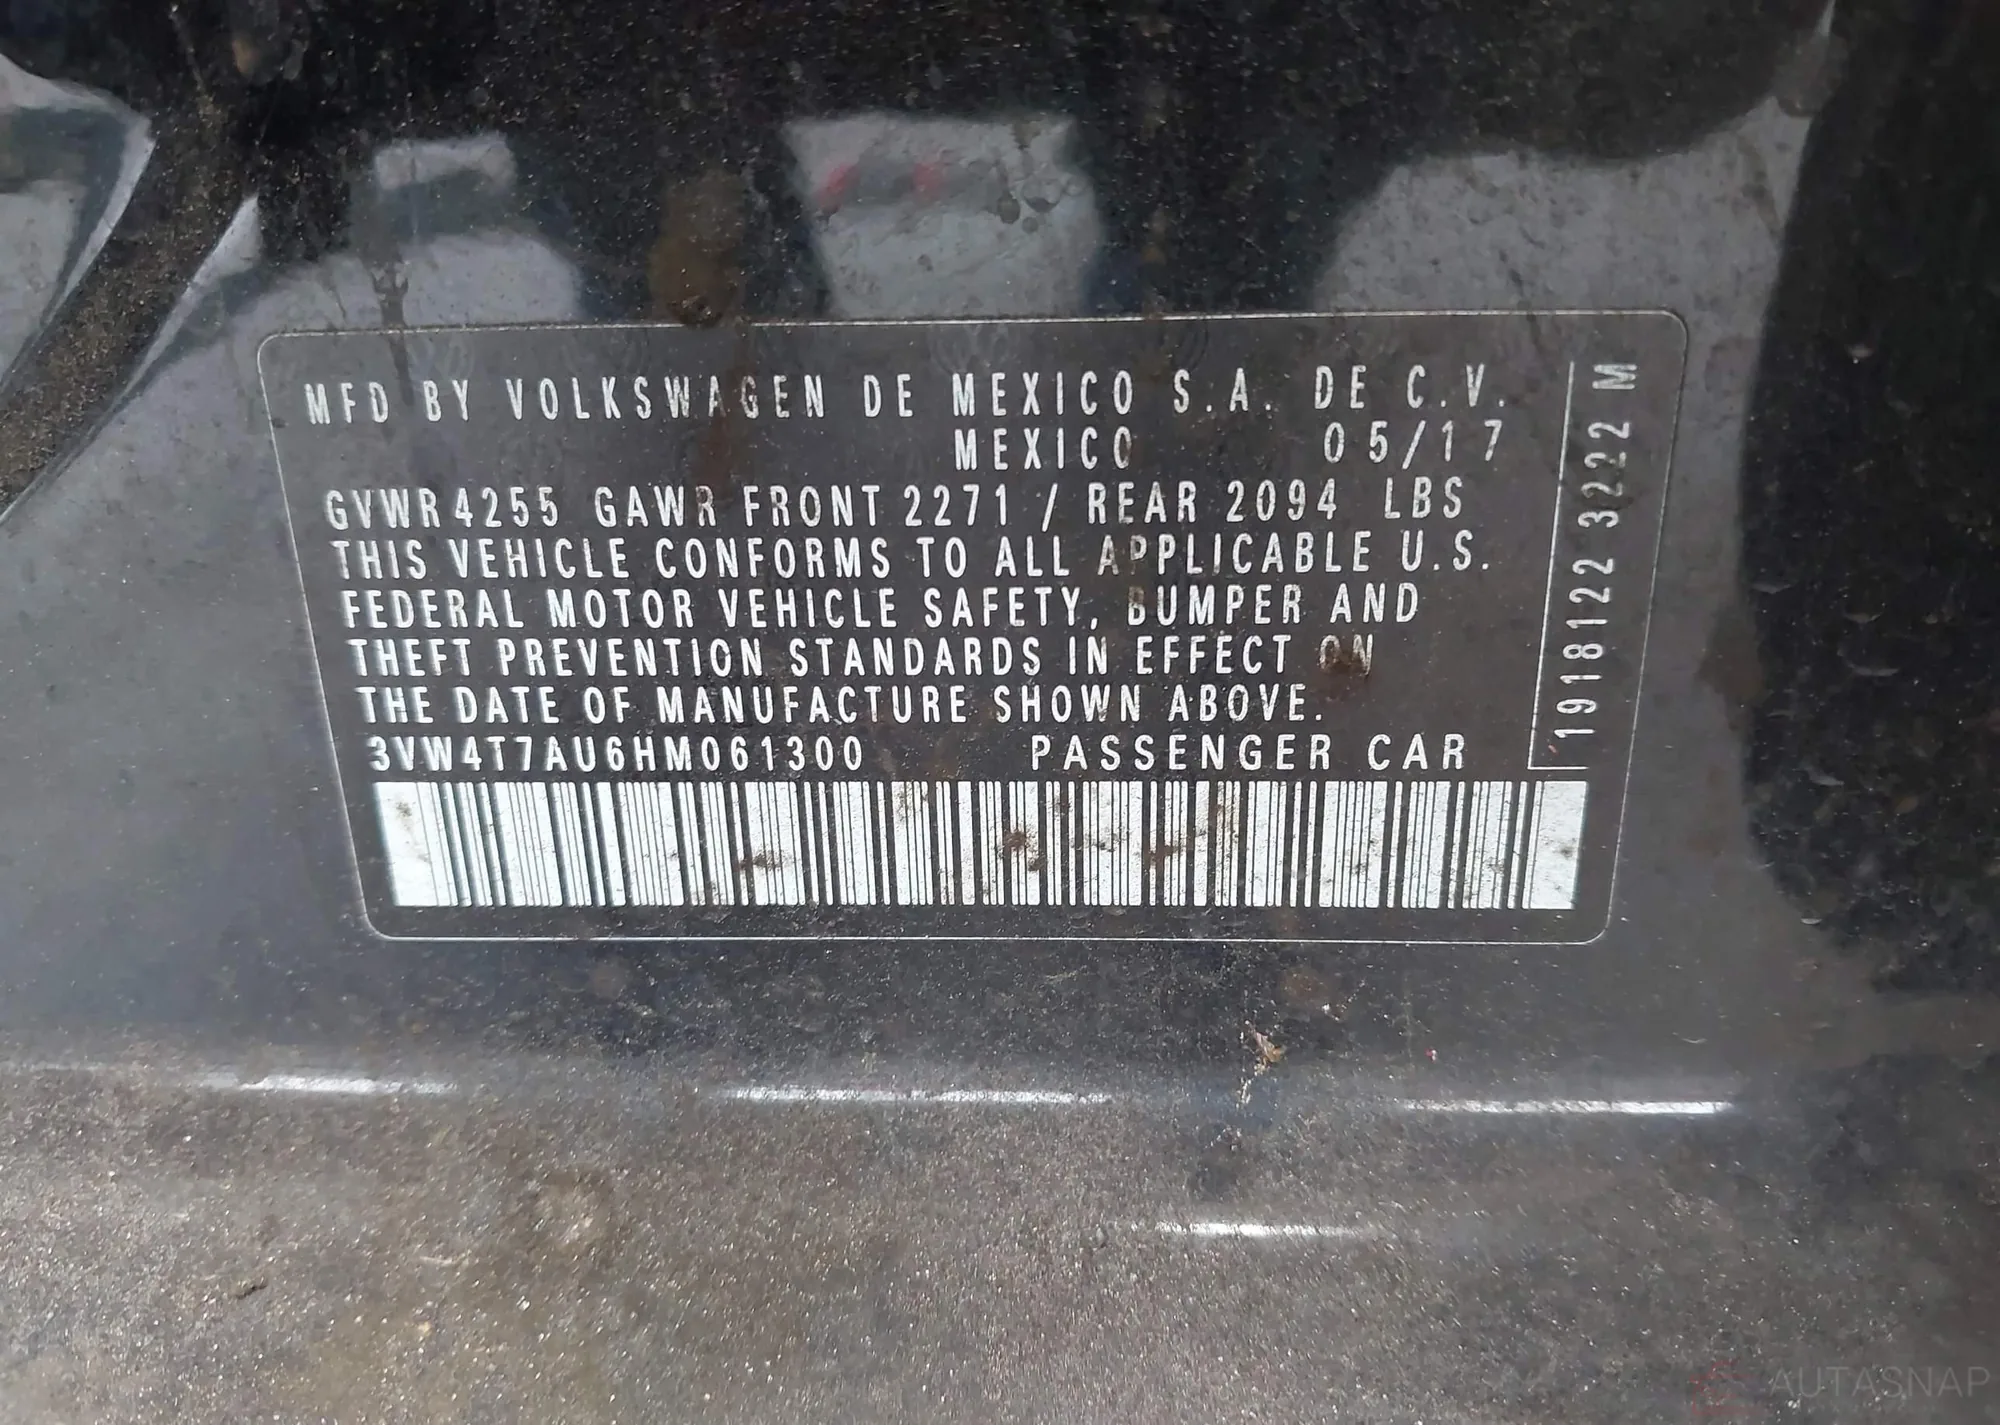 MFD BY VOLKSWAGEN DE MEXICO S.A. DE C.V.
MEXICO 05/17
GVWR 4255 GAWR FRONT 2271 / REAR 2094 LBS
THIS VEHICLE CONFORMS TO ALL APPLICABLE U.S.
FEDERAL MOTOR VEHICLE SAFETY, BUMPER AND
THEFT PREVENTION STANDARDS IN EFFECT ON
THE DATE OF MANUFACTURE SHOWN ABOVE.
3VW4T7AU6HM061300 PASSENGER CAR
1918122 3222 M
AUTASNAP